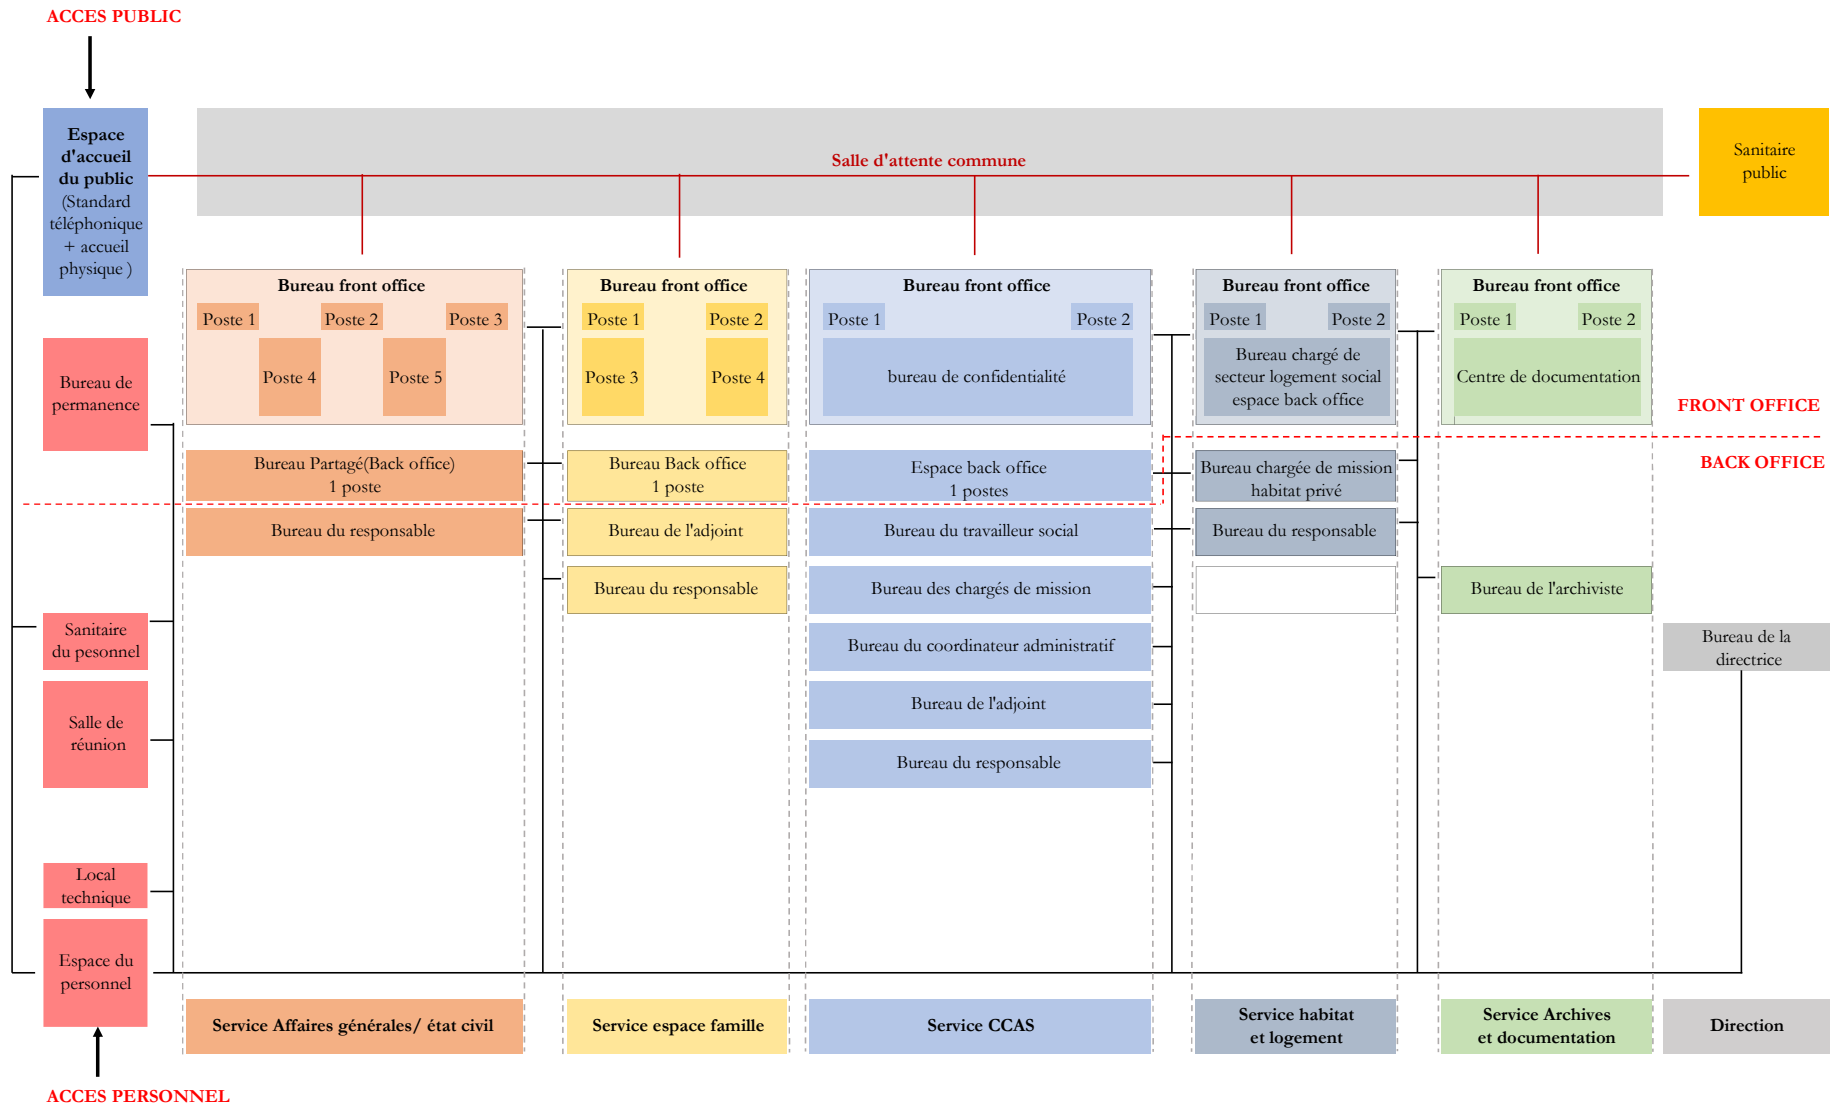 ACCES PUBLIC
Espace
d'accueil
du public
(Standard
téléphonique
+ accueil
physique )
Salle d'attente commune
Sanitaire
public
Bureau front office
Poste 1
Poste 2
Poste 3
Poste 4
Poste 5
Bureau front office
Poste 1
Poste 2
Poste 3
Poste 4
Bureau front office
Poste 1
Poste 2
bureau de confidentialité
Bureau front office
Poste 1
Poste 2
Bureau chargé de
secteur logement social
espace back office
Bureau front office
Poste 1
Poste 2
Centre de documentation
Bureau de
permanence
FRONT OFFICE
BACK OFFICE
Bureau Partagé(Back office)
1 poste
Bureau Back office
1 poste
Espace back office
1 postes
Bureau chargée de mission
habitat privé
Bureau du responsable
Bureau de l'adjoint
Bureau du travailleur social
Bureau du responsable
Bureau du responsable
Bureau des chargés de mission
Bureau de l'archiviste
Sanitaire
du pesonnel
Bureau du coordinateur administratif
Bureau de la
directrice
Salle de
réunion
Bureau de l'adjoint
Bureau du responsable
Local
technique
Espace du
personnel
Service Affaires générales/ état civil
Service espace famille
Service CCAS
Service habitat
et logement
Service Archives
et documentation
Direction
ACCES PERSONNEL